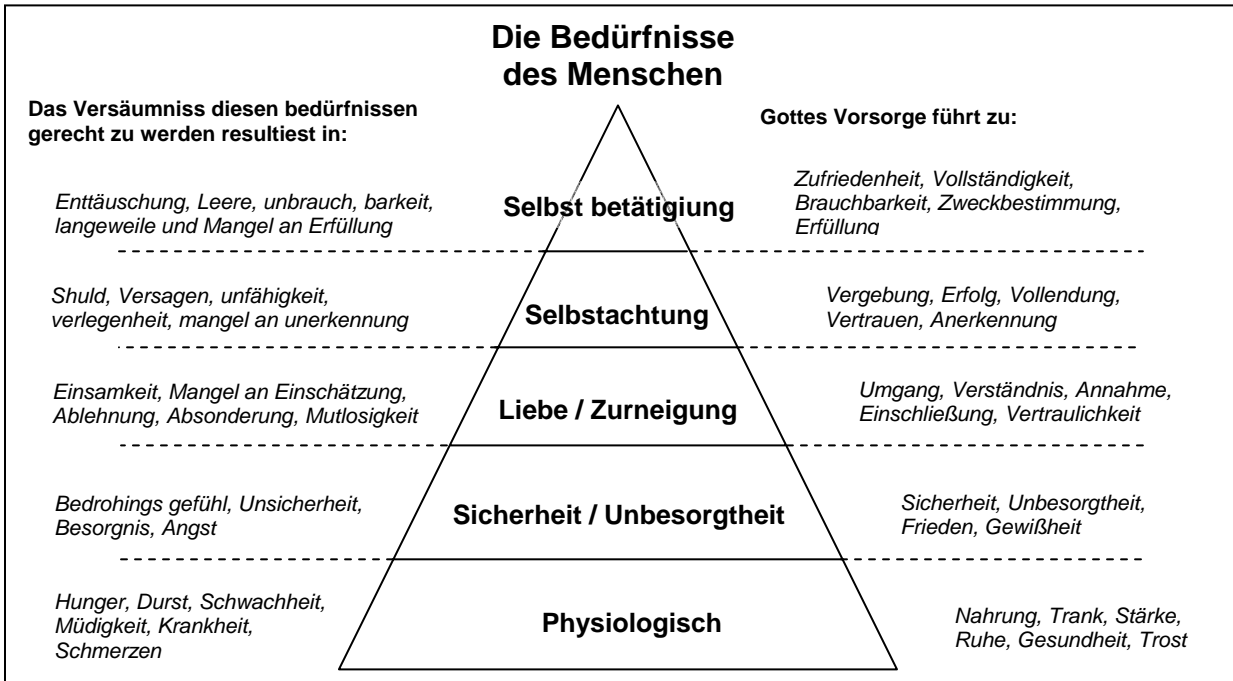 Die Bedürfnisse
des Menschen
Das Versäumniss diesen bedürfnissen
gerecht zu werden resultiest in:
Gottes Vorsorge führt zu:
Enttäuschung, Leere, unbrauch, barkeit,
langeweile und Mangel an Erfüllung
Selbst betätigiung
Zufriedenheit, Vollständigkeit,
Brauchbarkeit, Zweckbestimmung,
Erfüllung
Shuld, Versagen, unfähigkeit,
verlegenheit, mangel an unerkennung
Selbstachtung
Vergebung, Erfolg, Vollendung,
Vertrauen, Anerkennung
Einsamkeit, Mangel an Einschätzung,
Ablehnung, Absonderung, Mutlosigkeit
Liebe / Zurneigung
Umgang, Verständnis, Annahme,
Einschließung, Vertraulichkeit
Bedrohings gefühl, Unsicherheit,
Besorgnis, Angst
Sicherheit / Unbesorgtheit
Sicherheit, Unbesorgtheit,
Frieden, Gewißheit
Hunger, Durst, Schwachheit,
Müdigkeit, Krankheit,
Schmerzen
Physiologisch
Nahrung, Trank, Stärke,
Ruhe, Gesundheit, Trost